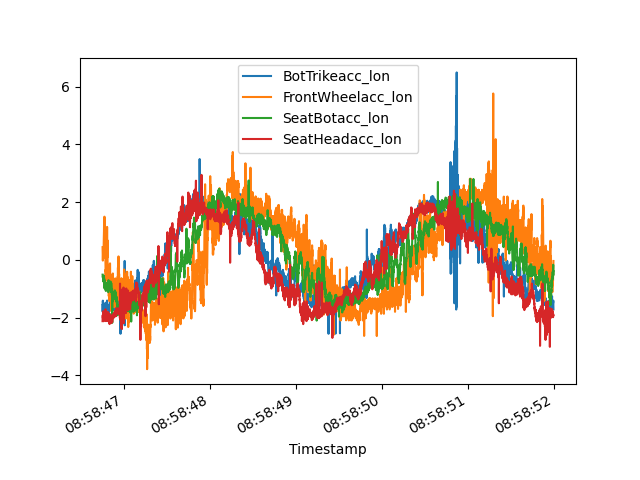 BotTrikeacc_lon
FrontWheelacc_lon
SeatBotacc_lon
SeatHeadacc_lon
6
4
2
0
−2
−4
08:58:47
08:58:48
08:58:49
08:58:50
08:58:51
08:58:52
Timestamp